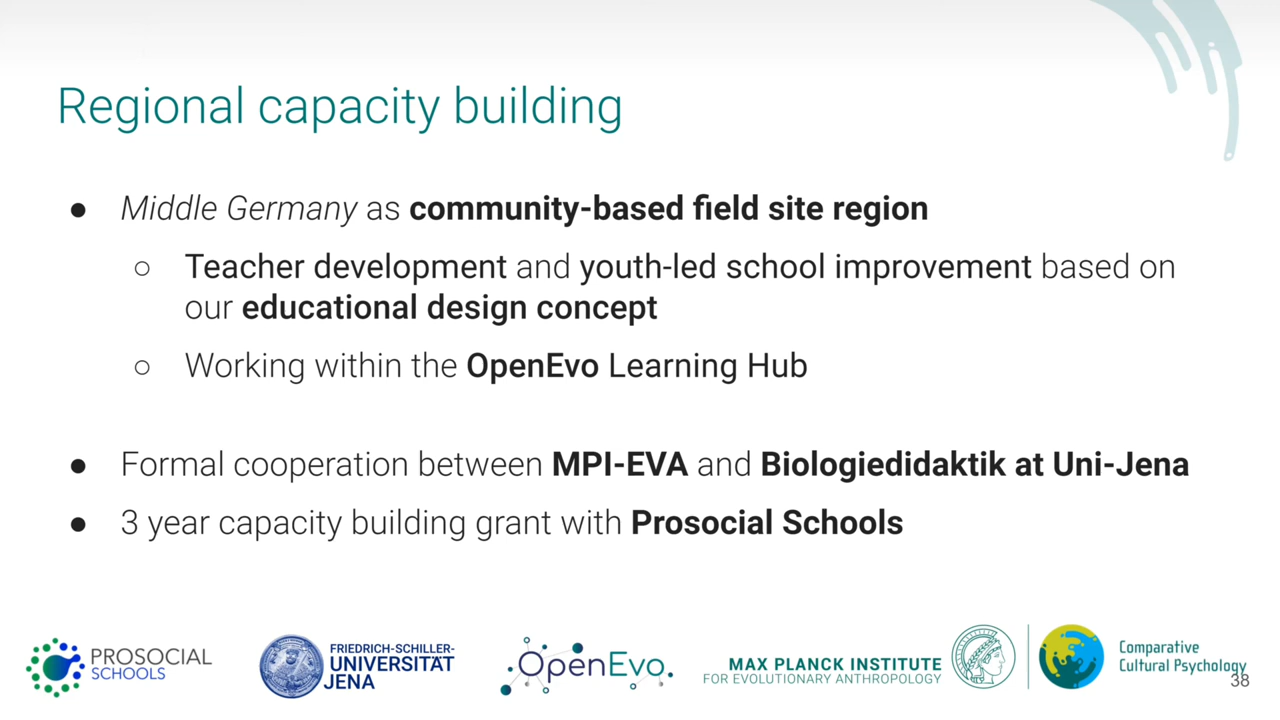 Regional capacity building
● Middle Germany as community-based field site region
○ Teacher development and youth-led school improvement based on
our educational design concept
○ Working within the OpenEvo Learning Hub
● Formal cooperation between MPI-EVA and Biologiedidaktik at Uni-Jena
● 3 year capacity building grant with Prosocial Schools
PROSOCIAL
SCHOOLS
FRIEDRICH-SCHILLER-
UNIVERSITÄT
JENA
OpenEvo
MAX PLANCK INSTITUTE
FOR EVOLUTIONARY ANTHROPOLOGY
Comparative
Cultural Psychology
38